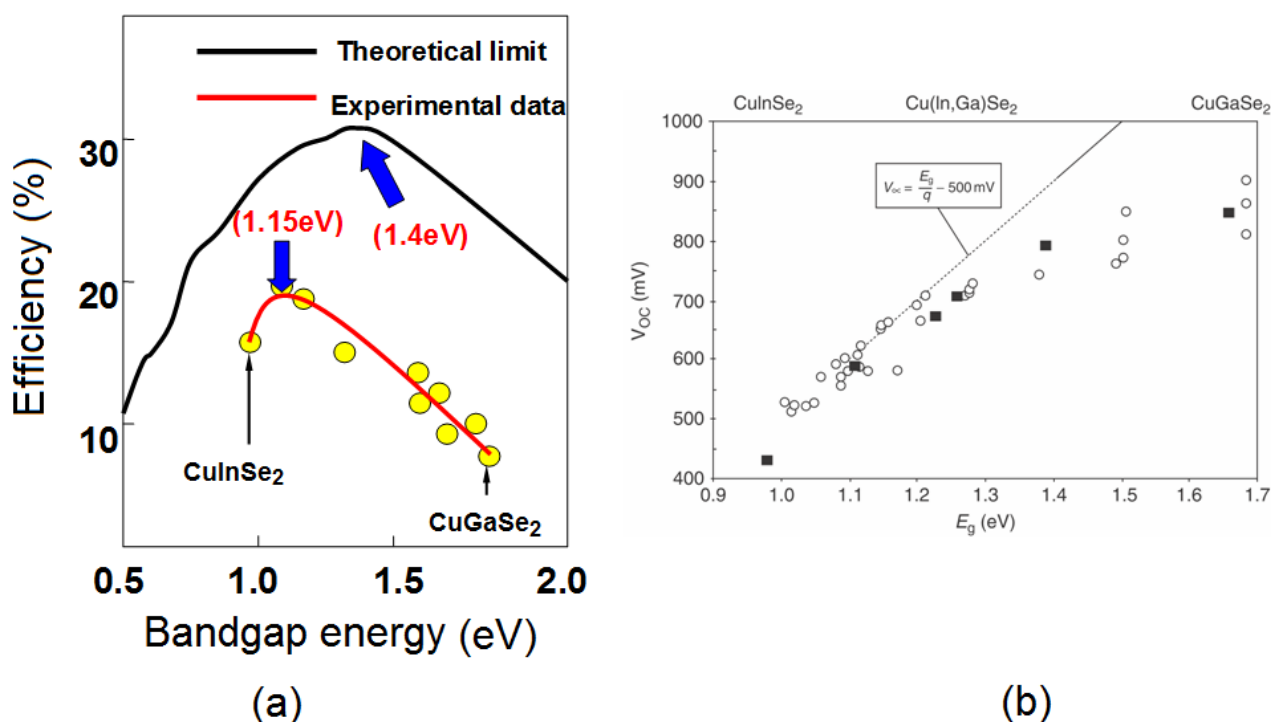 Theoretical limit
Experimental data
Efficiency (%)
30
20
10
(1.15eV)
(1.4eV)
CuInSe2
CuGaSe2
0.5 1.0 1.5 2.0
Bandgap energy (eV)
(a)
CuInSe2 Cu(In,Ga)Se2 CuGaSe2
VOC (mV)
1000
900
800
700
600
500
400
Voc = Eg/q − 500 mV
0.9 1.0 1.1 1.2 1.3 1.4 1.5 1.6 1.7
Eg (eV)
(b)